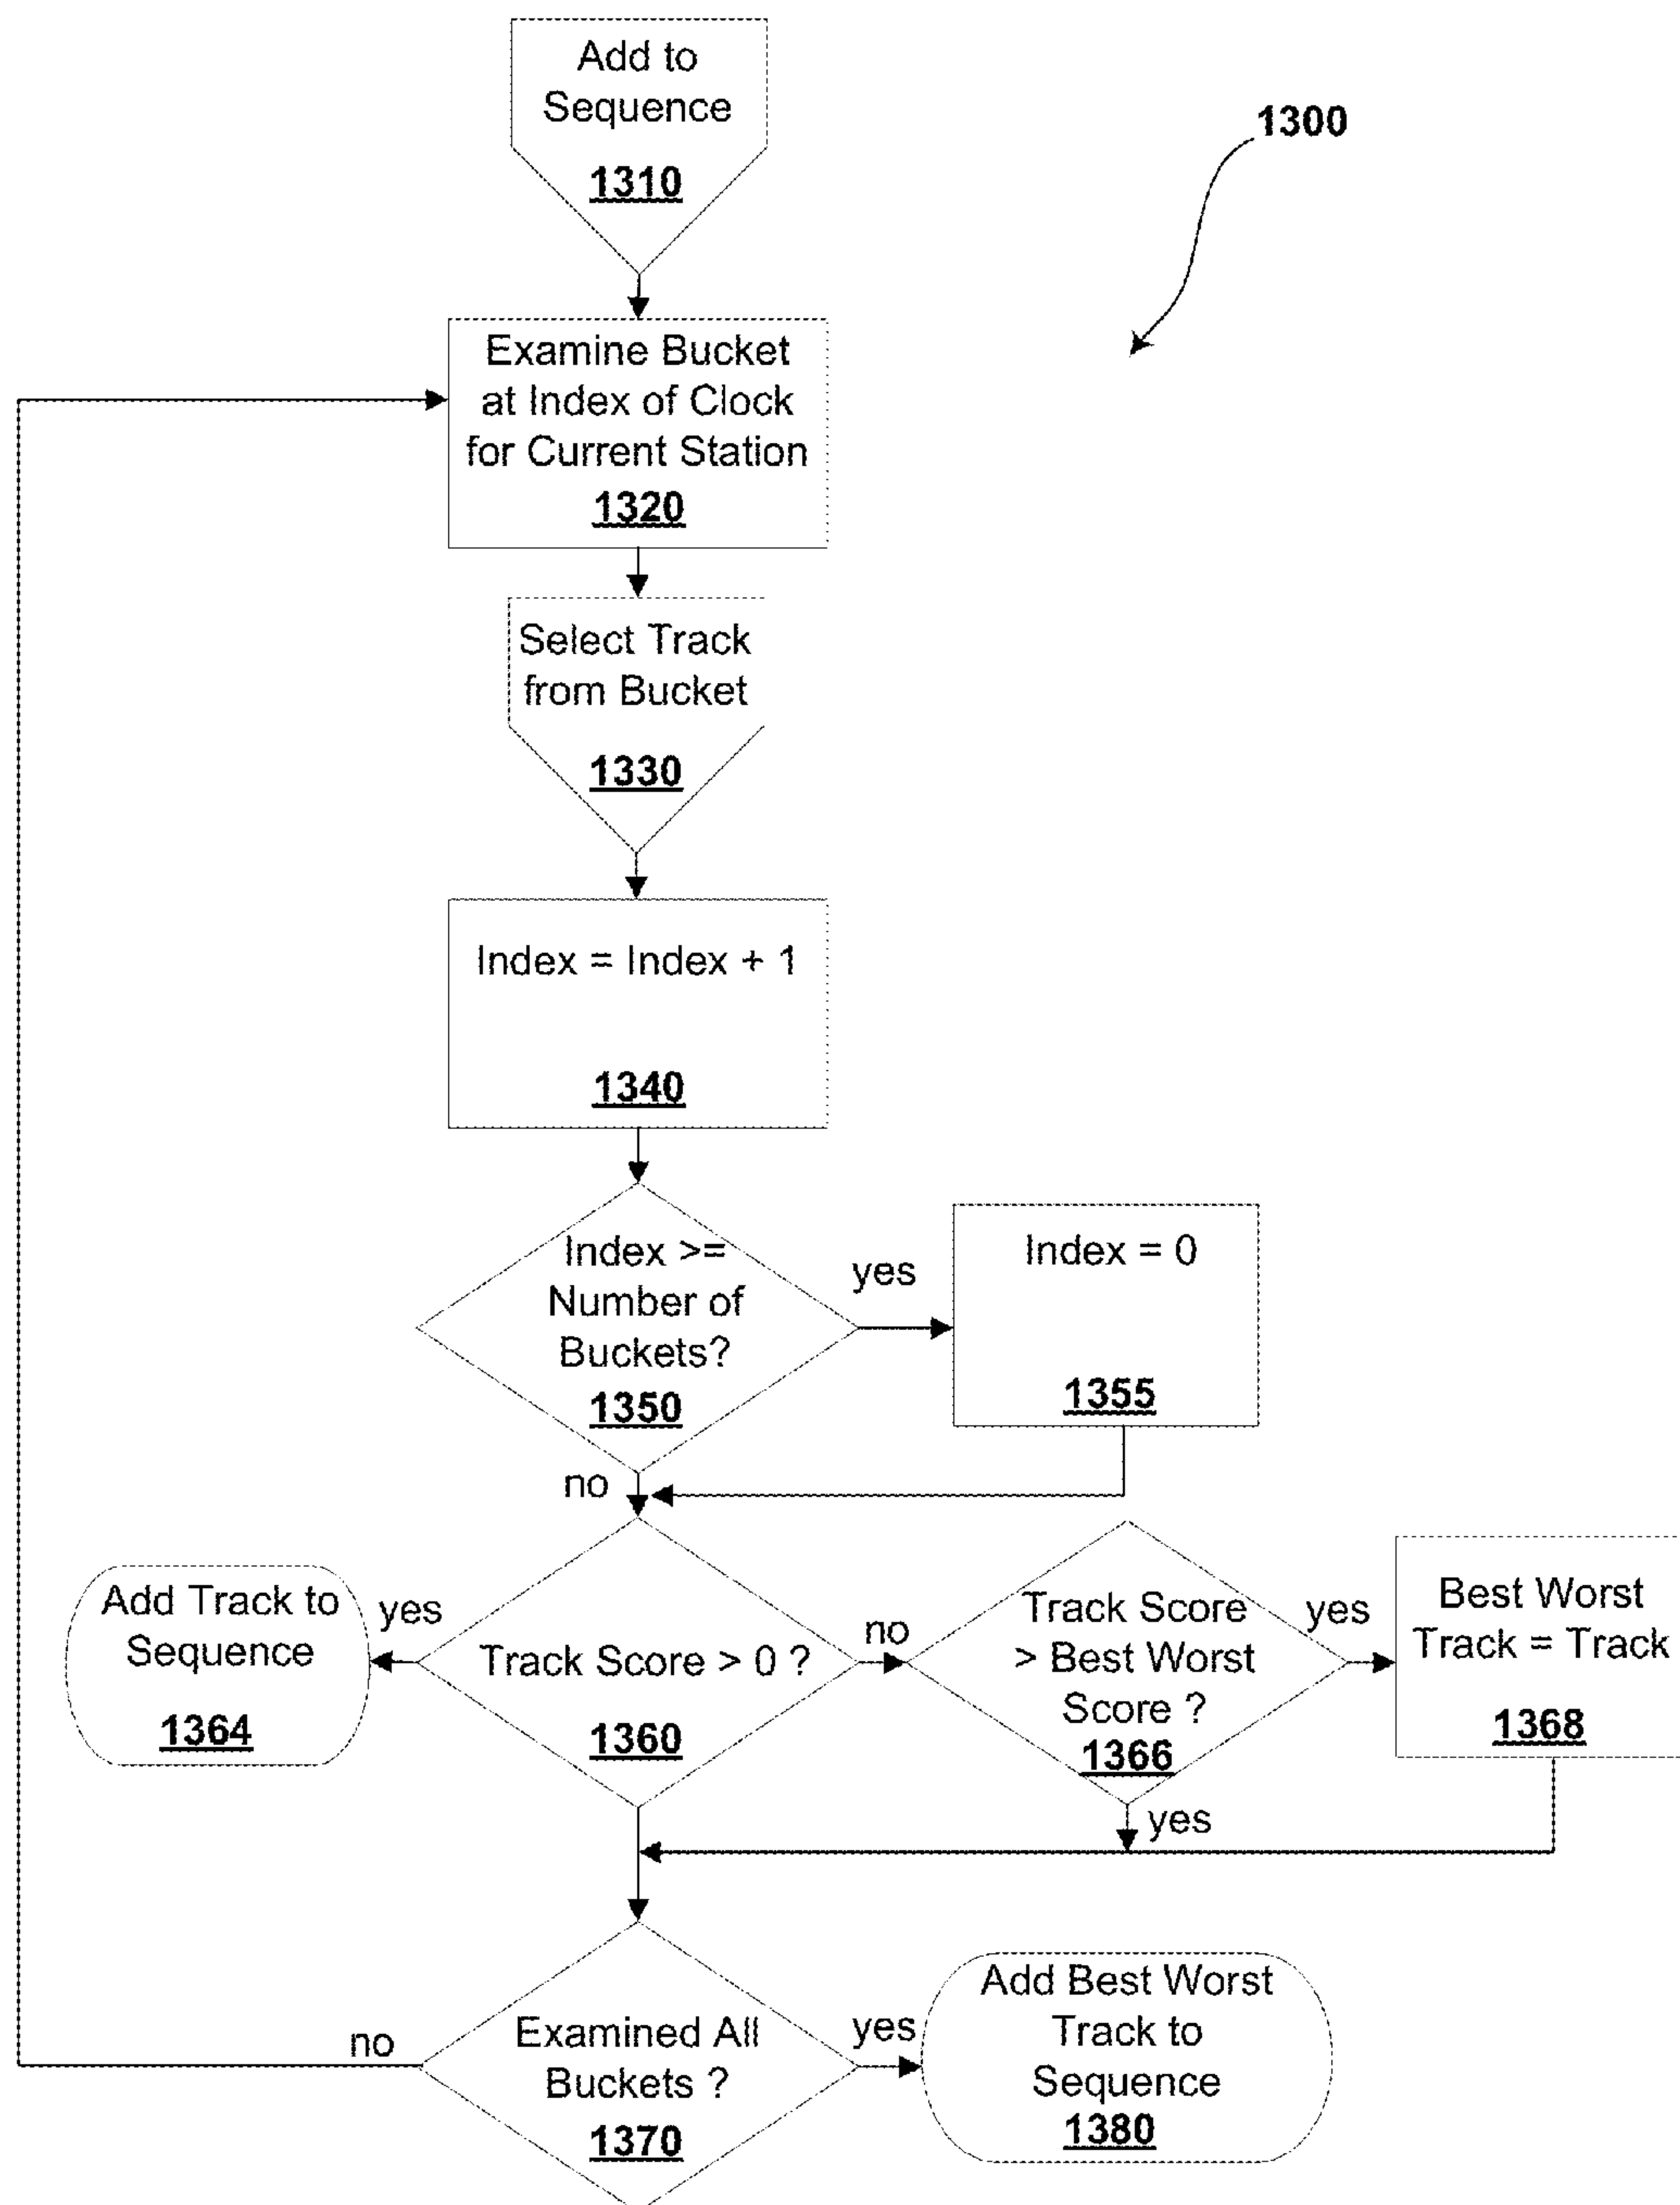 Add to
Sequence
1310
1300
Examine Bucket
at Index of Clock
for Current Station
1320
Select Track
from Bucket
1330
Index = Index + 1
1340
Index >=
Number of
Buckets?
1350
yes
Index = 0
1355
no
Add Track to
Sequence
1364
yes
Track Score > 0 ?
1360
no
Track Score
> Best Worst
Score ?
1366
yes
Best Worst
Track = Track
1368
yes
no
Examined All
Buckets ?
1370
yes
Add Best Worst
Track to
Sequence
1380